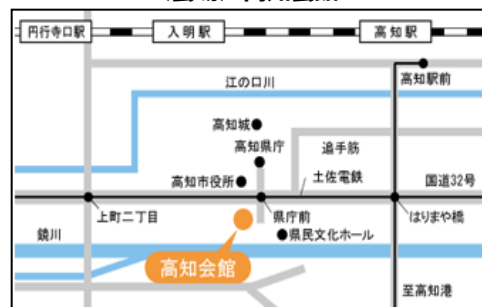 円行寺口駅
入明駅
高知駅
高知駅前
江の口川
高知城
高知県庁
追手筋
高知市役所
土佐電鉄
国道32号
上町二丁目
県庁前
はりまや橋
鏡川
県民文化ホール
高知会館
至高知港